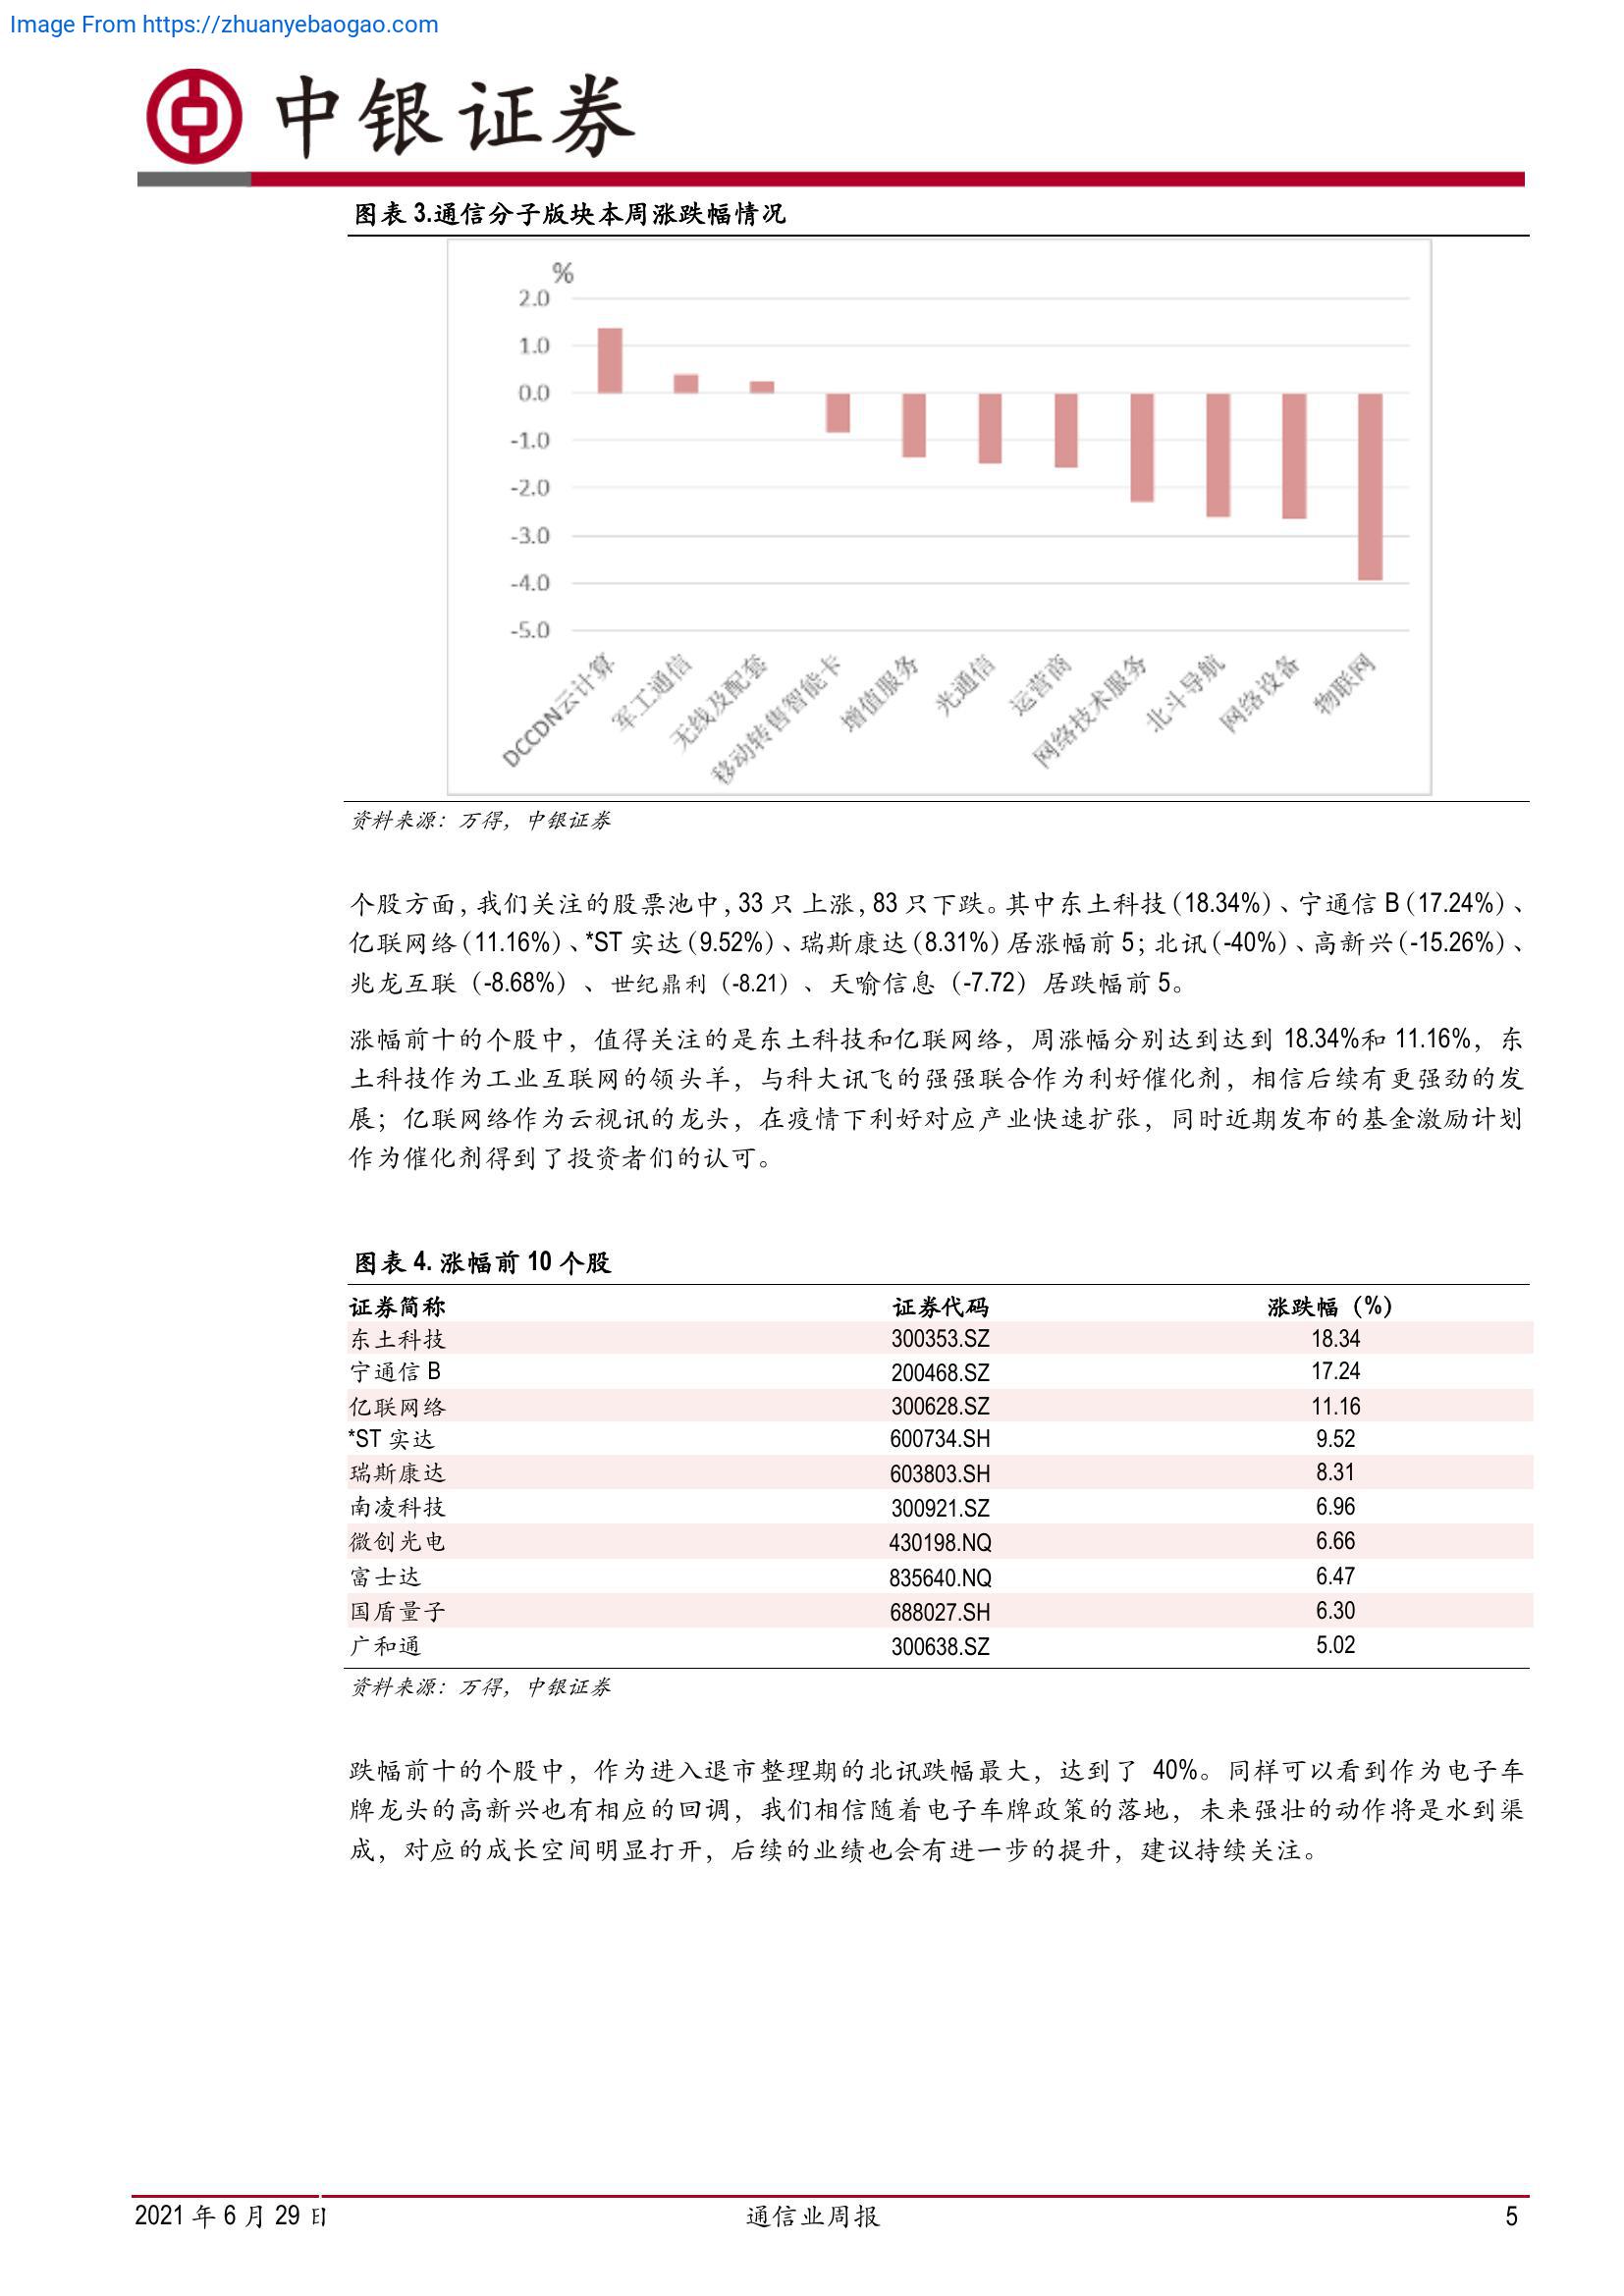 Image From https://zhuanyebaogao.com
中银证券
图表 3.通信分子版块本周涨跌幅情况
%
2.0
1.0
0.0
-1.0
-2.0
-3.0
-4.0
-5.0
DCCDN云计算
军工通信
无线及配套
移动转售智能卡
增值服务
光通信
运营商
网络技术服务
北斗导航
网络设备
物联网
资料来源：万得，中银证券
个股方面，我们关注的股票池中，33 只 上涨，83 只下跌。其中东土科技（18.34%）、宁通信 B（17.24%）、
亿联网络（11.16%）、*ST 实达（9.52%）、瑞斯康达（8.31%）居涨幅前 5；北讯（-40%）、高新兴（-15.26%）、
兆龙互联（-8.68%）、世纪鼎利（-8.21）、天喻信息（-7.72）居跌幅前 5。
涨幅前十的个股中，值得关注的是东土科技和亿联网络，周涨幅分别达到达到 18.34%和 11.16%，东
土科技作为工业互联网的领头羊，与科大讯飞的强强联合作为利好催化剂，相信后续有更强劲的发
展；亿联网络作为云视讯的龙头，在疫情下利好对应产业快速扩张，同时近期发布的基金激励计划
作为催化剂得到了投资者们的认可。
图表 4. 涨幅前 10 个股
证券简称 证券代码 涨跌幅（%）
东土科技 300353.SZ 18.34
宁通信 B 200468.SZ 17.24
亿联网络 300628.SZ 11.16
*ST 实达 600734.SH 9.52
瑞斯康达 603803.SH 8.31
南凌科技 300921.SZ 6.96
微创光电 430198.NQ 6.66
富士达 835640.NQ 6.47
国盾量子 688027.SH 6.30
广和通 300638.SZ 5.02
资料来源：万得，中银证券
跌幅前十的个股中，作为进入退市整理期的北讯跌幅最大，达到了 40%。同样可以看到作为电子车
牌龙头的高新兴也有相应的回调，我们相信随着电子车牌政策的落地，未来强壮的动作将是水到渠
成，对应的成长空间明显打开，后续的业绩也会有进一步的提升，建议持续关注。
2021 年 6 月 29 日 通信业周报 5